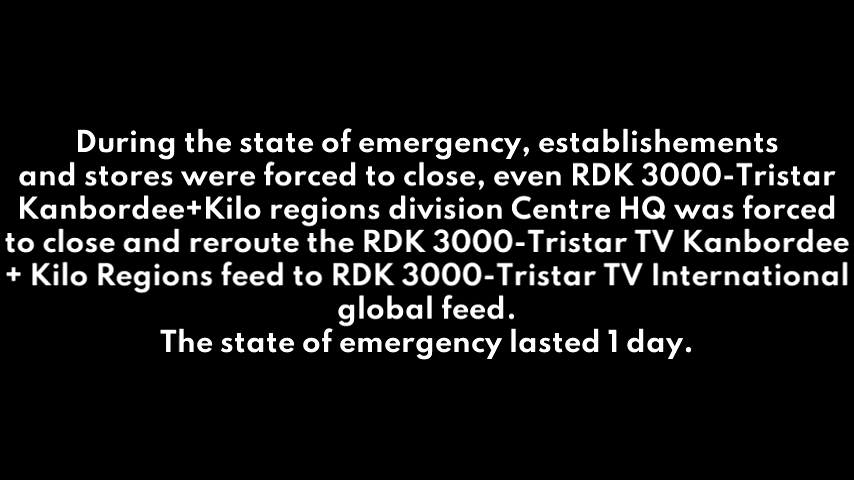 During the state of emergency, establishements
and stores were forced to close, even RDK 3000-Tristar
Kanbordee+Kilo regions division Centre HQ was forced
to close and reroute the RDK 3000-Tristar TV Kanbordee
+ Kilo Regions feed to RDK 3000-Tristar TV International
global feed.
The state of emergency lasted 1 day.